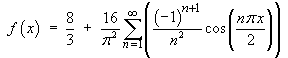 f(x) = 8/3 + 16/π² ∑_{n=1}^{∞} ( (-1)^{n+1}/n² cos( nπx/2 ) )